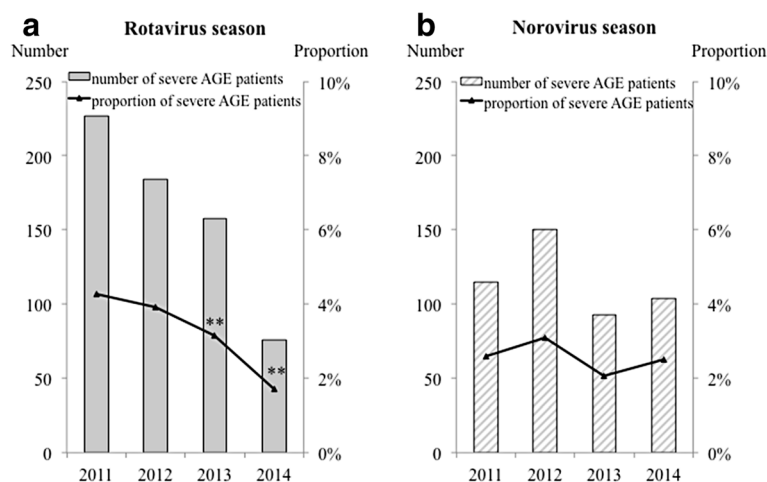 a
Rotavirus season
Number
Proportion
250
200
150
100
50
0
number of severe AGE patients
proportion of severe AGE patients
10%
8%
6%
4%
2%
0%
**
**
2011 2012 2013 2014
b
Norovirus season
Number
Proportion
250
200
150
100
50
0
number of severe AGE patients
proportion of severe AGE patients
10%
8%
6%
4%
2%
0%
2011 2012 2013 2014